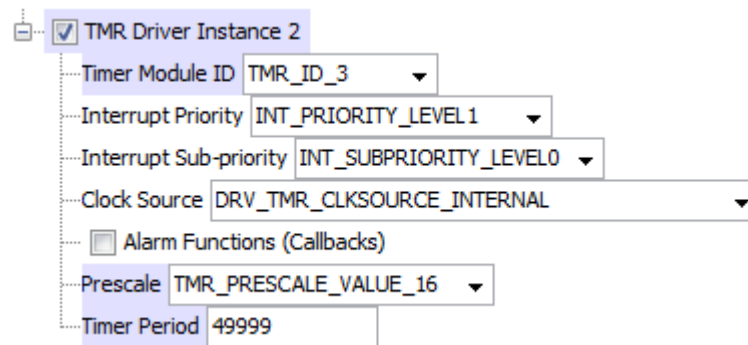 TMR Driver Instance 2
Timer Module ID TMR_ID_3
Interrupt Priority INT_PRIORITY_LEVEL1
Interrupt Sub-priority INT_SUBPRIORITY_LEVEL0
Clock Source DRV_TMR_CLKSOURCE_INTERNAL
Alarm Functions (Callbacks)
Prescale TMR_PRESCALE_VALUE_16
Timer Period 49999